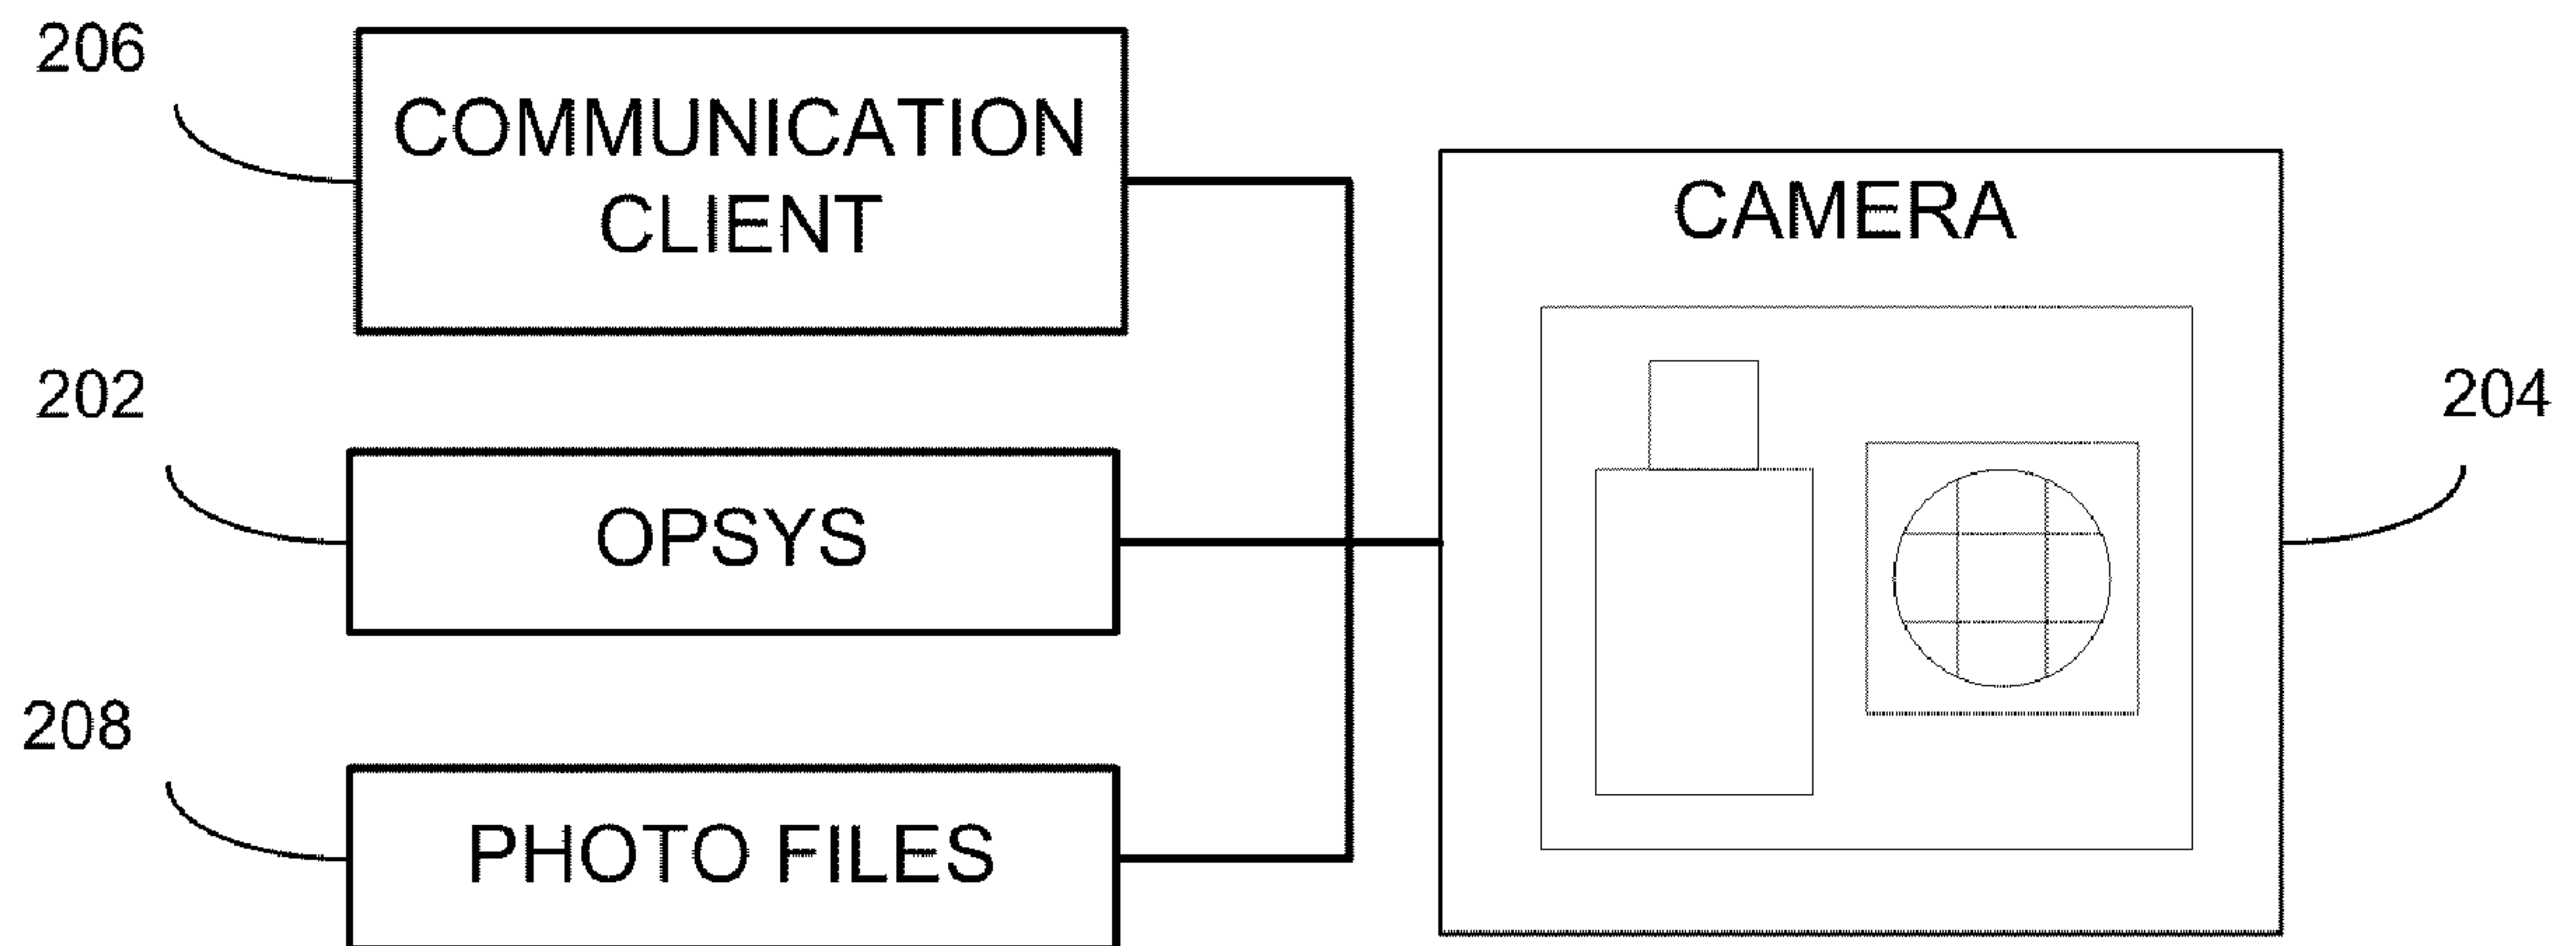 206
COMMUNICATION
CLIENT
CAMERA
202
OPSYS
204
208
PHOTO FILES